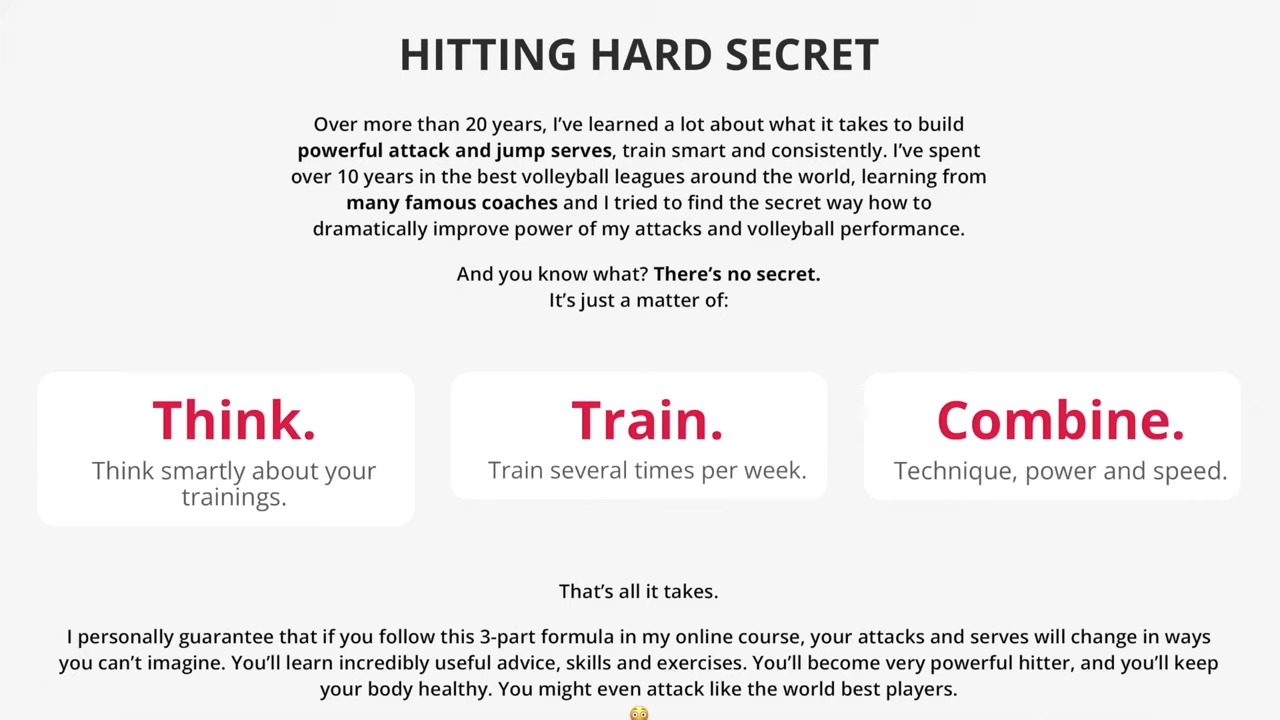 HITTING HARD SECRET
Over more than 20 years, I've learned a lot about what it takes to build
powerful attack and jump serves, train smart and consistently. I've spent
over 10 years in the best volleyball leagues around the world, learning from
many famous coaches and I tried to find the secret way how to
dramatically improve power of my attacks and volleyball performance.
And you know what? There's no secret.
It's just a matter of:
Think.
Think smartly about your
trainings.
Train.
Train several times per week.
Combine.
Technique, power and speed.
That's all it takes.
I personally guarantee that if you follow this 3-part formula in my online course, your attacks and serves will change in ways
you can't imagine. You'll learn incredibly useful advice, skills and exercises. You'll become very powerful hitter, and you'll keep
your body healthy. You might even attack like the world best players.